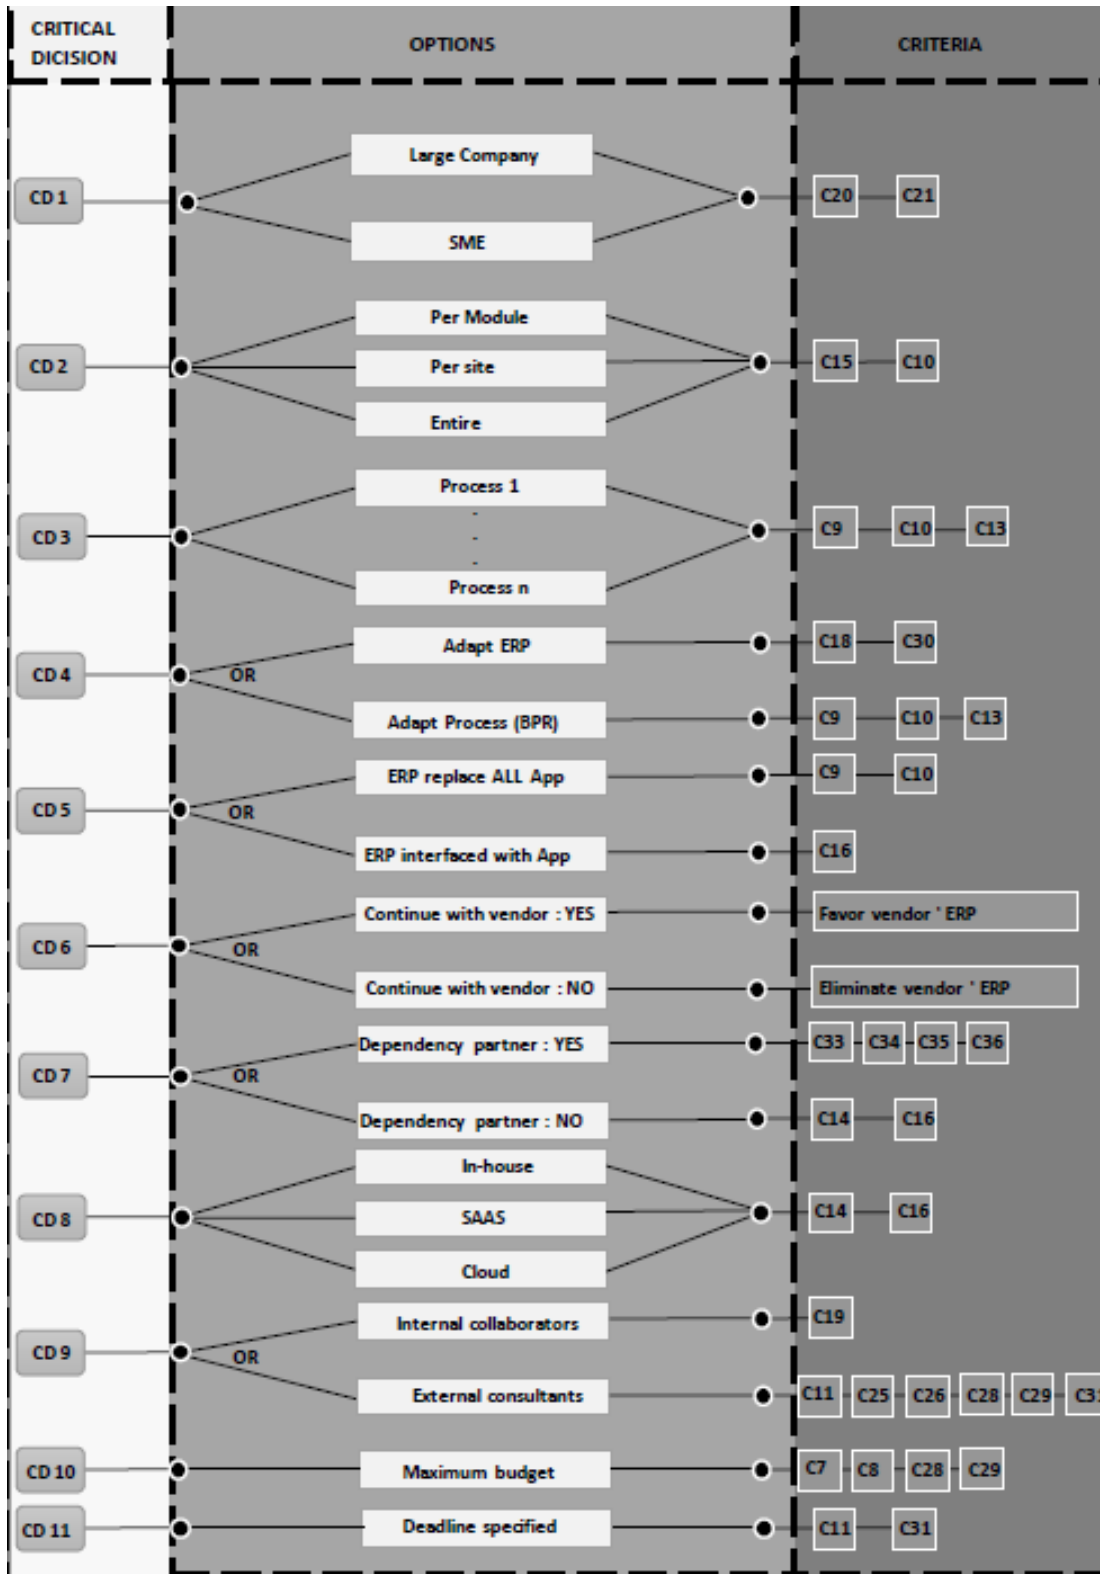 CRITICAL
DICISION
OPTIONS
CRITERIA
CD 1
Large Company
SME
C20 C21
CD 2
Per Module
Per site
Entire
C15 C10
CD 3
Process 1
-
-
-
Process n
C9 C10 C13
CD 4
OR
Adapt ERP
C18 C30
Adapt Process (BPR)
C9 C10 C13
CD 5
OR
ERP replace ALL App
C9 C10
ERP interfaced with App
C16
CD 6
OR
Continue with vendor : YES
Favor vendor ' ERP
Continue with vendor : NO
Eliminate vendor ' ERP
CD 7
OR
Dependency partner : YES
C33 C34 C35 C36
Dependency partner : NO
C14 C16
CD 8
In-house
SAAS
Cloud
C14 C16
CD 9
OR
Internal collaborators
C19
External consultants
C11 C25 C26 C28 C29
CD 10
Maximum budget
C7 C8 C28 C29
CD 11
Deadline specified
C11 C31